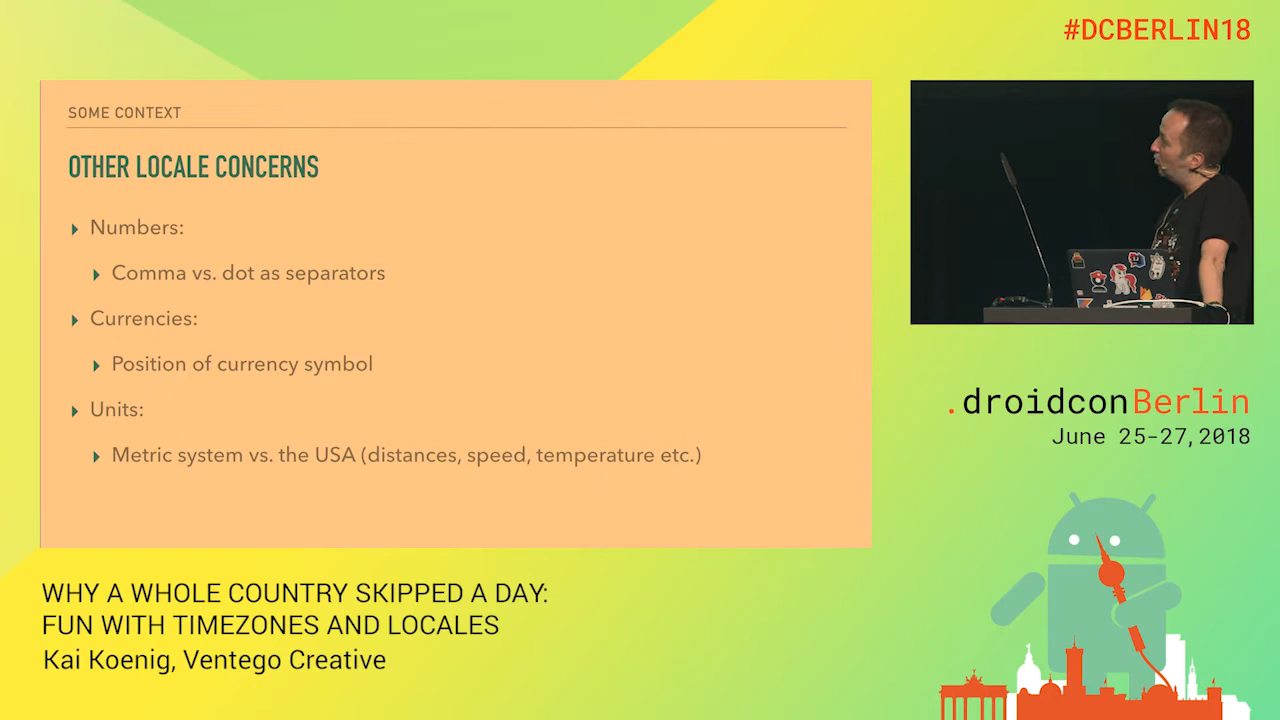 #DCBERLIN18
SOME CONTEXT
OTHER LOCALE CONCERNS
Numbers:
Comma vs. dot as separators
Currencies:
Position of currency symbol
Units:
Metric system vs. the USA (distances, speed, temperature etc.)
.droidconBerlin
June 25-27, 2018
WHY A WHOLE COUNTRY SKIPPED A DAY:
FUN WITH TIMEZONES AND LOCALES
Kai Koenig, Ventego Creative